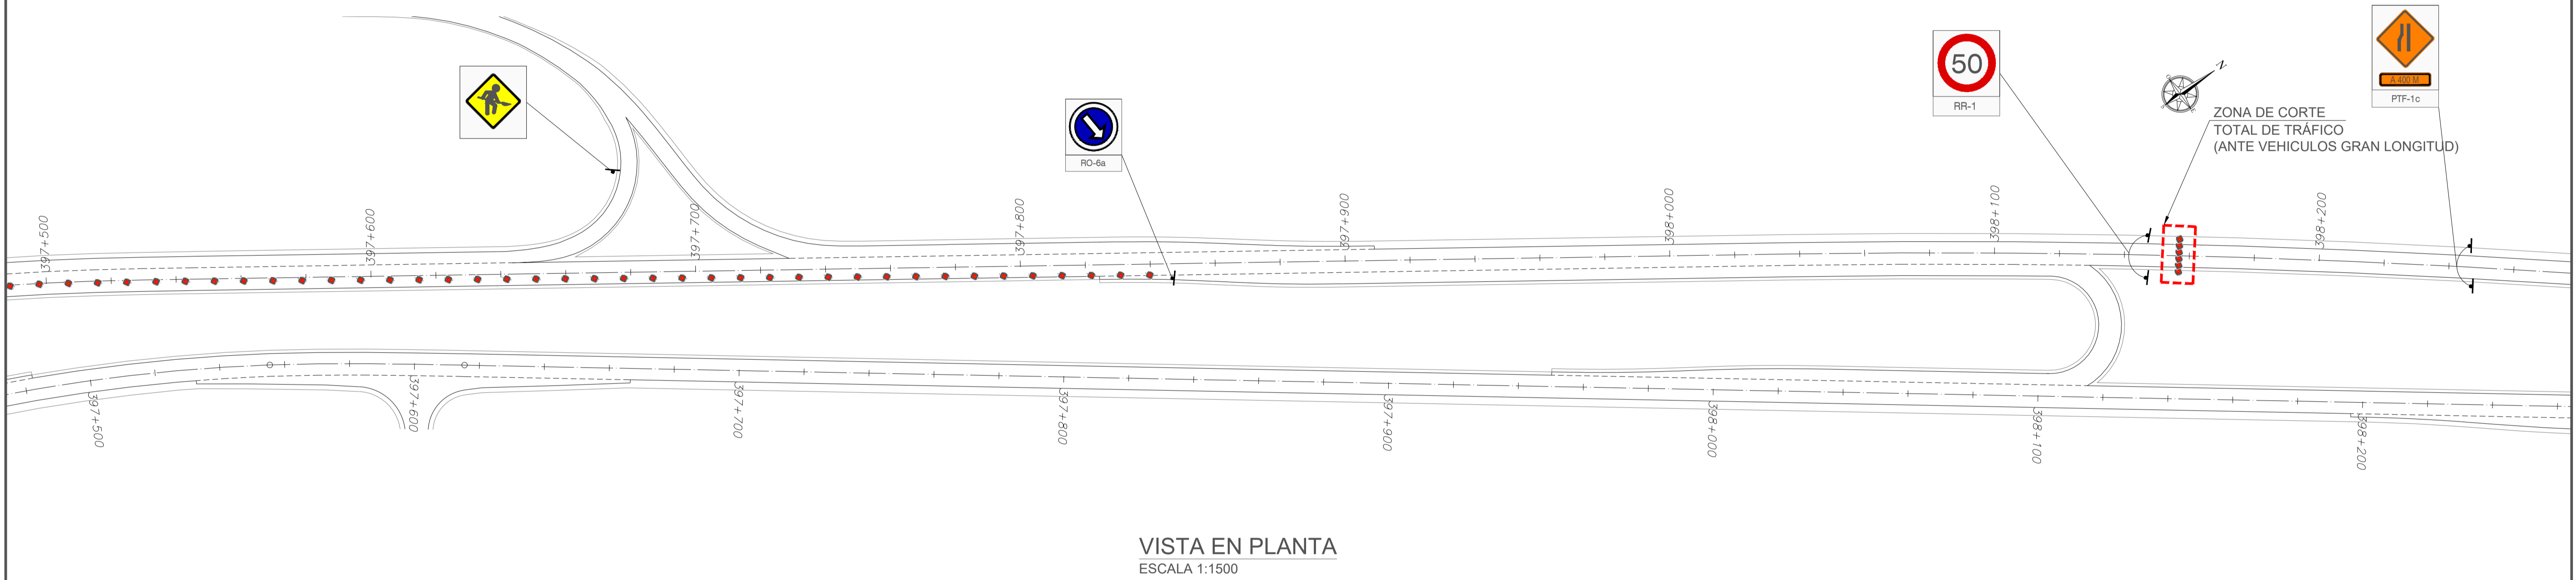 50
RR-1
A 400 M
PTF-1c
N
ZONA DE CORTE
TOTAL DE TRÁFICO
(ANTE VEHICULOS GRAN LONGITUD)
RO-6a
397+500
397+600
397+700
397+800
397+900
398+000
398+100
398+200
397+500
397+600
397+700
397+800
397+900
398+000
398+100
398+200
VISTA EN PLANTA
ESCALA 1:1500